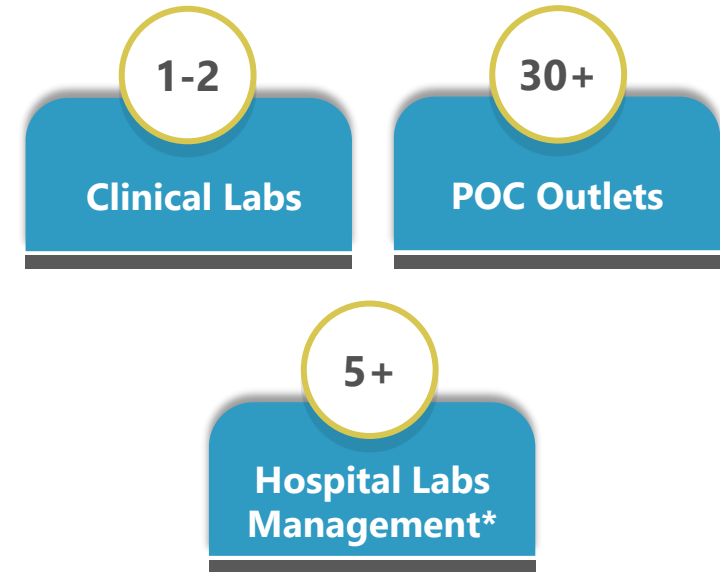 1-2
Clinical Labs
30+
POC Outlets
5+
Hospital Labs
Management*